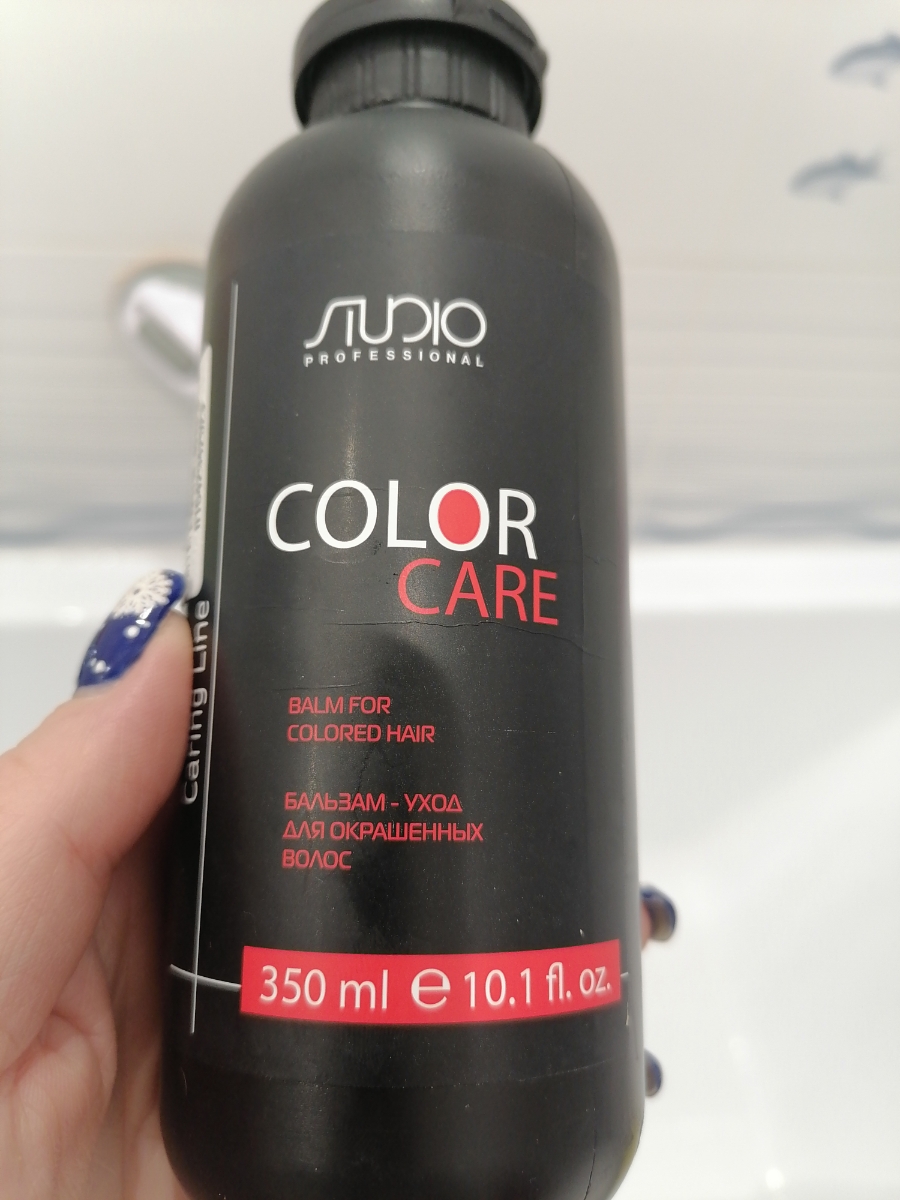 STUDIO
PROFESSIONAL
COLOR
CARE
BALM FOR
COLORED HAIR
БАЛЬЗАМ - УХОД
ДЛЯ ОКРАШЕННЫХ
ВОЛОС
350 ml e 10.1 fl. oz.
Caring Line